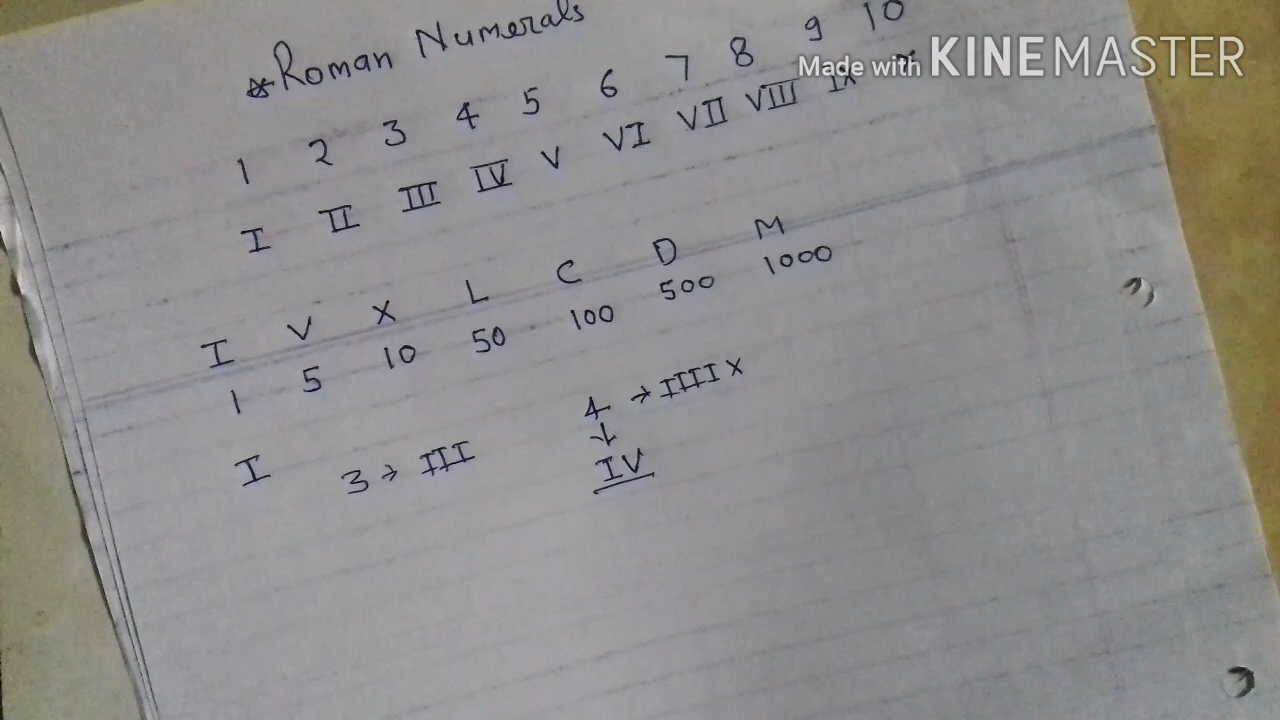 *Roman Numerals
1 2 3 4 5 6 7 8 9 10
I II III IV V VI VII VIII IX X
Made with KINEMASTER
I V X L C D M
1 5 10 50 100 500 1000
I 3 → III 4 → IIII X
↓
IV